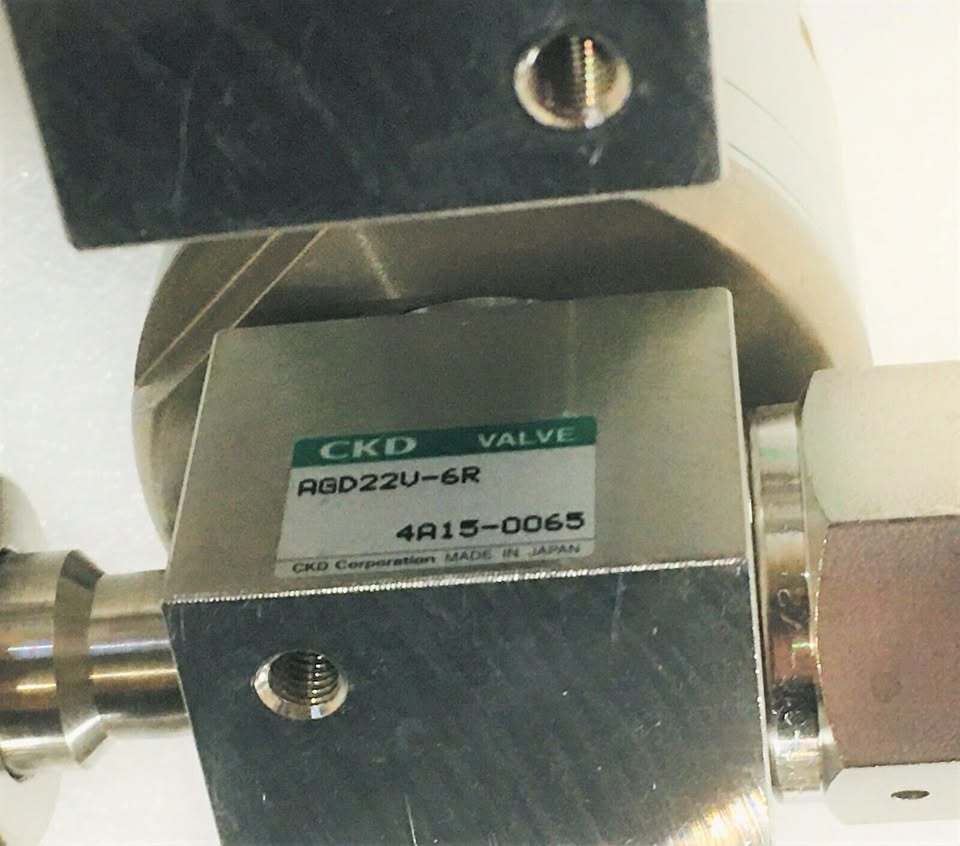 CKD VALVE
AGD22V-6R
4A15-0065
CKD Corporation MADE IN JAPAN